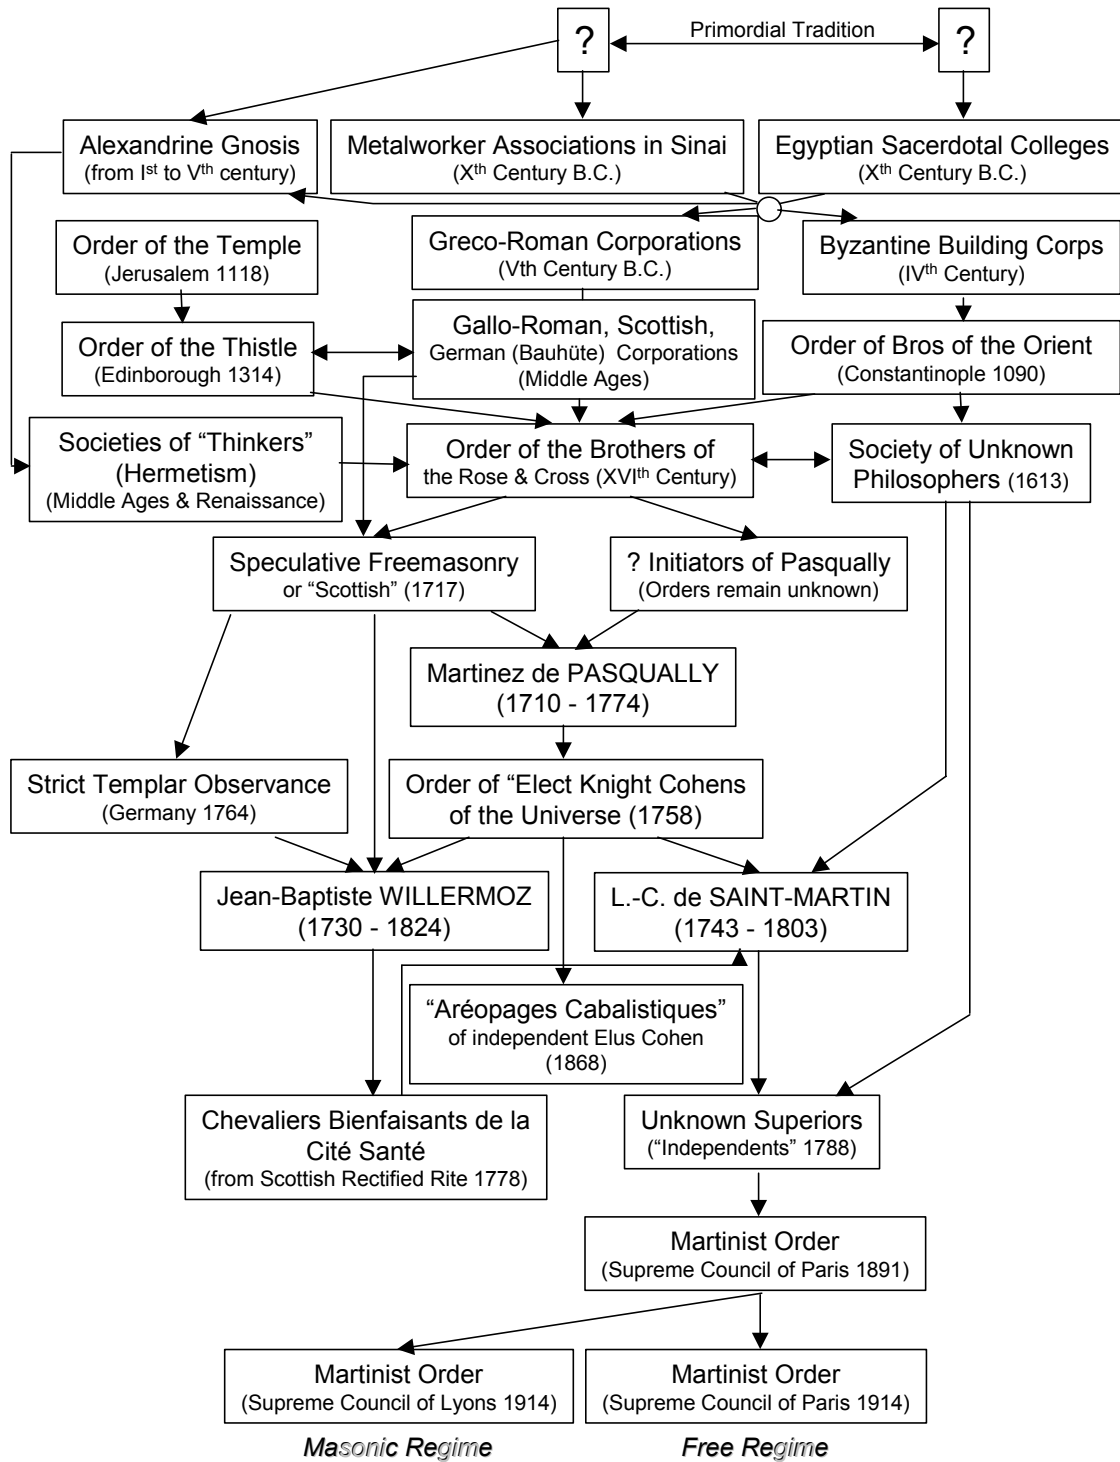 ?
Primordial Tradition
?
Alexandrine Gnosis
(from Ist to Vth century)
Metalworker Associations in Sinai
(Xth Century B.C.)
Egyptian Sacerdotal Colleges
(Xth Century B.C.)
Order of the Temple
(Jerusalem 1118)
Greco-Roman Corporations
(Vth Century B.C.)
Byzantine Building Corps
(IVth Century)
Order of the Thistle
(Edinborough 1314)
Gallo-Roman, Scottish,
German (Bauhüte) Corporations
(Middle Ages)
Order of Bros of the Orient
(Constantinople 1090)
Societies of “Thinkers”
(Hermetism)
(Middle Ages & Renaissance)
Order of the Brothers of
the Rose & Cross (XVIth Century)
Society of Unknown
Philosophers (1613)
Speculative Freemasonry
or “Scottish” (1717)
? Initiators of Pasqually
(Orders remain unknown)
Martinez de PASQUALLY
(1710 - 1774)
Strict Templar Observance
(Germany 1764)
Order of “Elect Knight Cohens
of the Universe (1758)
Jean-Baptiste WILLERMOZ
(1730 - 1824)
L.-C. de SAINT-MARTIN
(1743 - 1803)
“Aréopages Cabalistiques”
of independent Elus Cohen
(1868)
Chevaliers Bienfaisants de la
Cité Santé
(from Scottish Rectified Rite 1778)
Unknown Superiors
(“Independents” 1788)
Martinist Order
(Supreme Council of Paris 1891)
Martinist Order
(Supreme Council of Lyons 1914)
Martinist Order
(Supreme Council of Paris 1914)
Masonic Regime
Free Regime